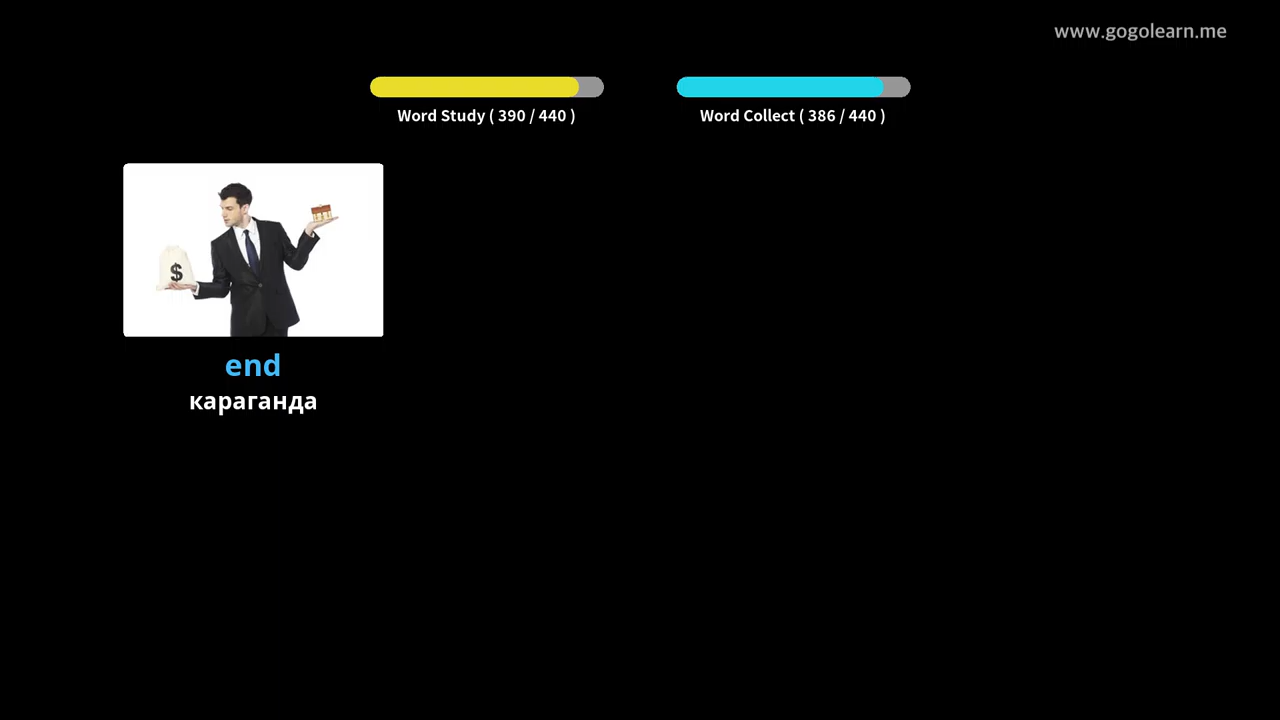 www.gogolearn.me
Word Study ( 390 / 440 )
Word Collect ( 386 / 440 )
$
end
караганда